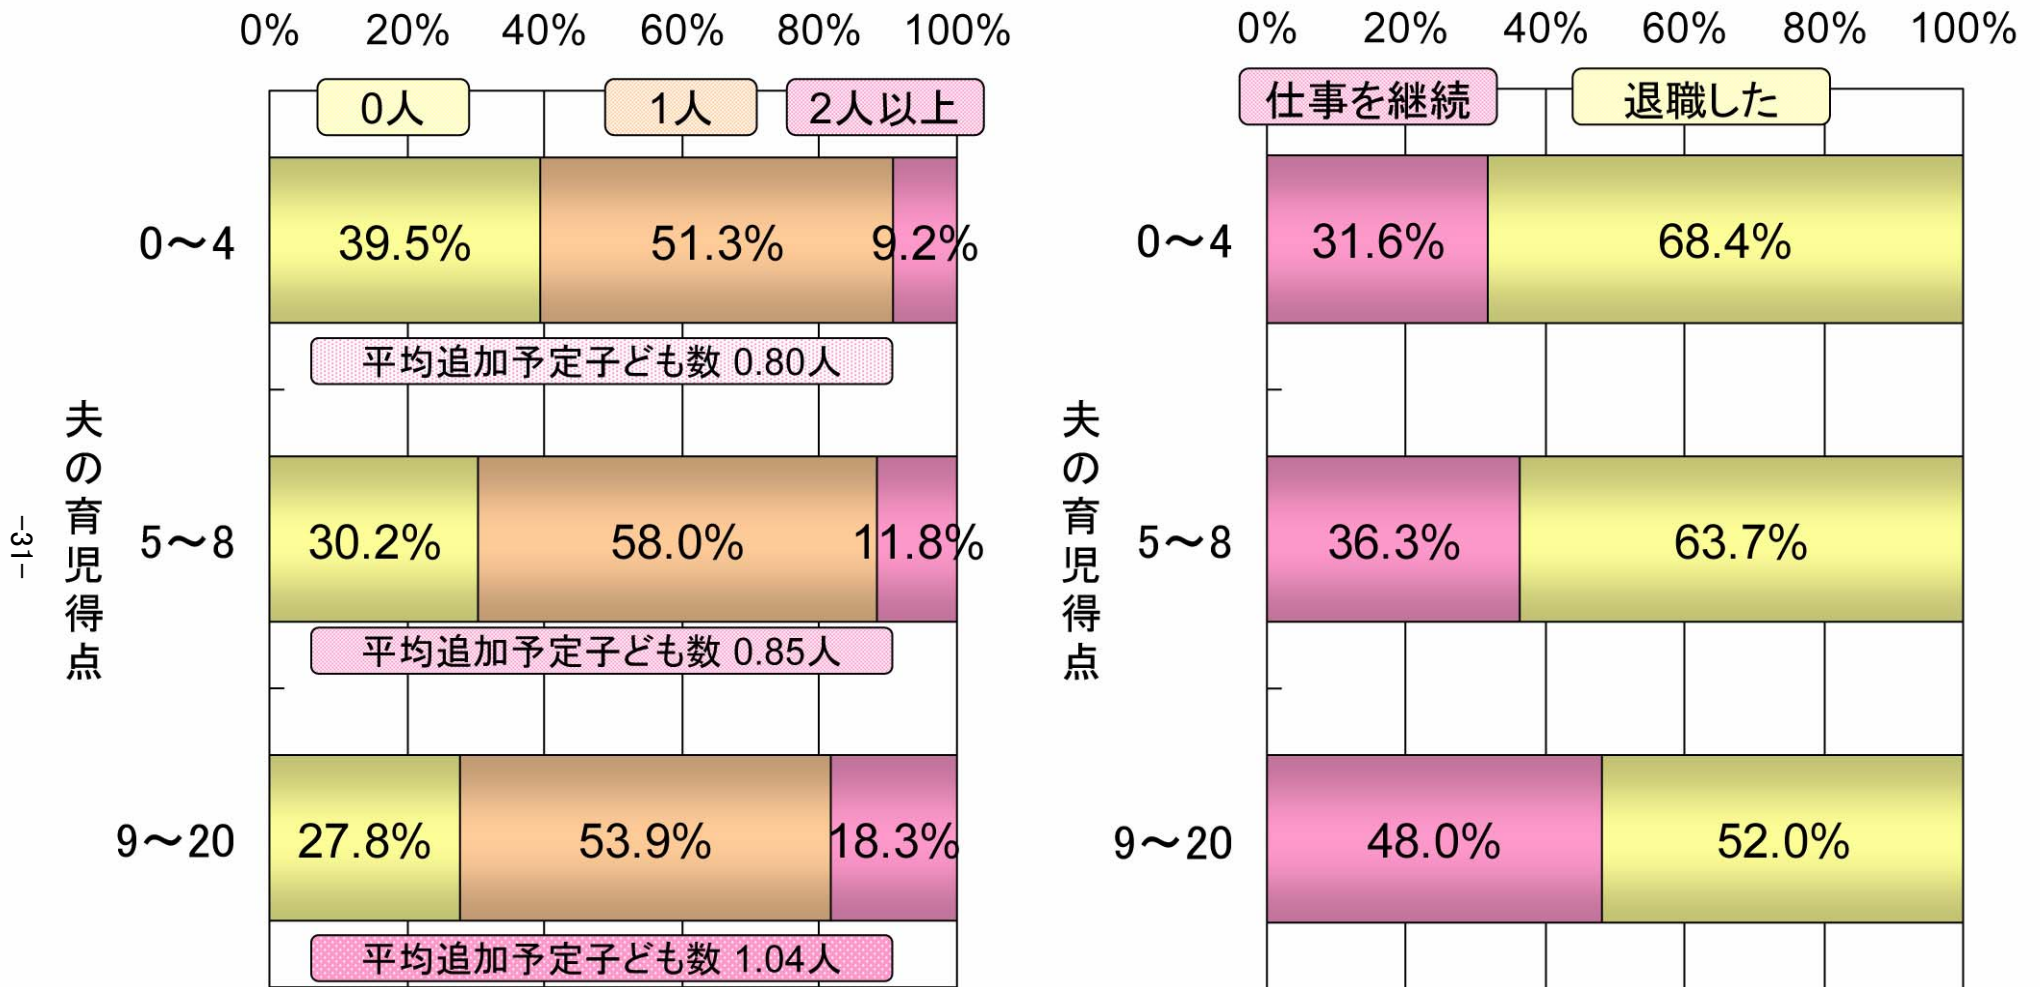 0% 20% 40% 60% 80% 100%
0人 1人 2人以上
0～4 39.5% 51.3% 9.2%
平均追加予定子ども数 0.80人
夫の育児得点
5～8 30.2% 58.0% 11.8%
平均追加予定子ども数 0.85人
9～20 27.8% 53.9% 18.3%
平均追加予定子ども数 1.04人
–31–
0% 20% 40% 60% 80% 100%
仕事を継続 退職した
0～4 31.6% 68.4%
夫の育児得点
5～8 36.3% 63.7%
9～20 48.0% 52.0%